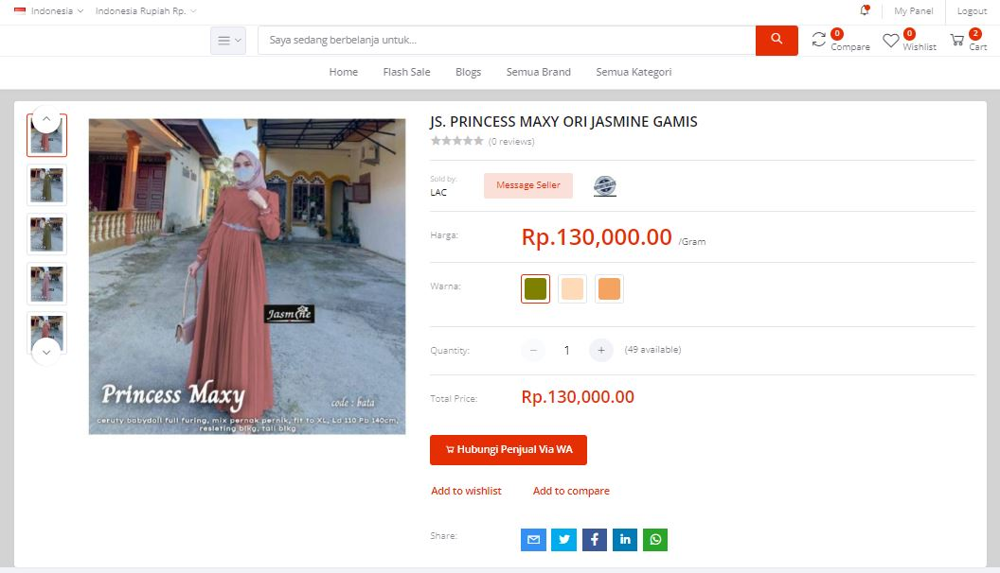 Indonesia
Indonesia Rupiah Rp.
My Panel
Logout
Saya sedang berbelanja untuk...
0
Compare
0
Wishlist
2
Cart
Home
Flash Sale
Blogs
Semua Brand
Semua Kategori
JS. PRINCESS MAXY ORI JASMINE GAMIS
(0 reviews)
Sold by:
LAC
Message Seller
Harga:
Rp.130,000.00 /Gram
Warna:
Quantity:
− 1 +
(49 available)
Total Price:
Rp.130,000.00
Hubungi Penjual Via WA
Add to wishlist
Add to compare
Share:
Jasmine
Princess Maxy
code : bata
ceruty babydoll full furing, mix pernak pernik, fit to XL, Ld 110 Pb 140cm,
resleting blkg, tali blkg